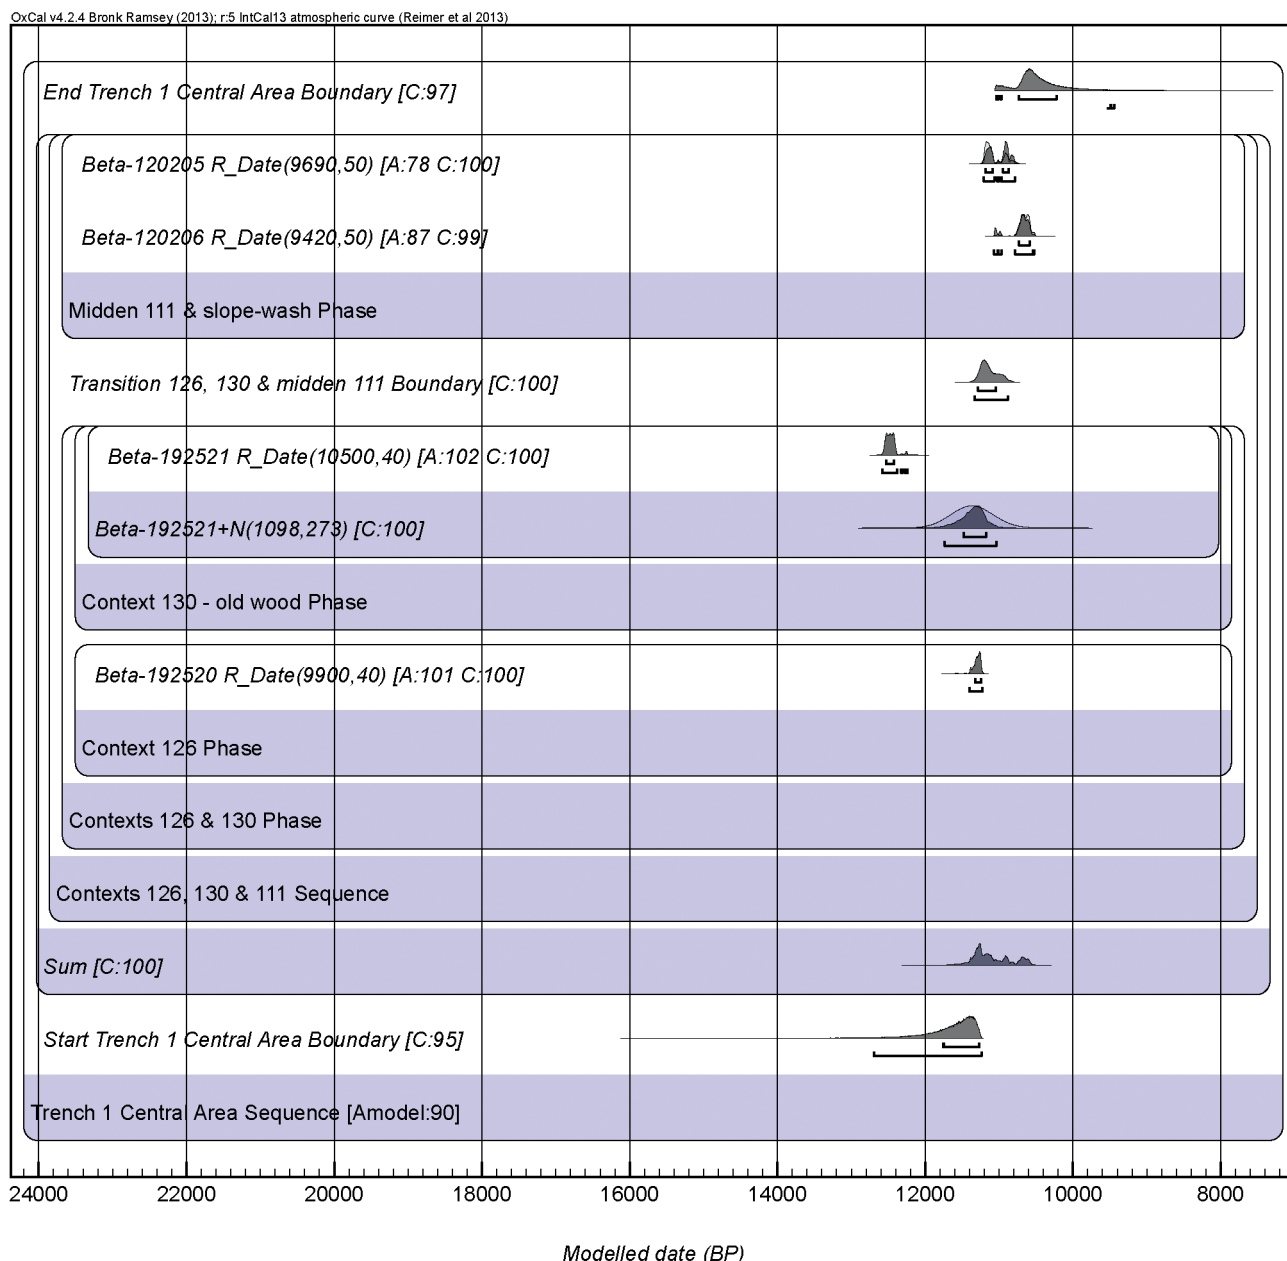 OxCal v4.2.4 Bronk Ramsey (2013); r:5 IntCal13 atmospheric curve (Reimer et al 2013)
End Trench 1 Central Area Boundary [C:97]
Beta-120205 R_Date(9690,50) [A:78 C:100]
Beta-120206 R_Date(9420,50) [A:87 C:99]
Midden 111 & slope-wash Phase
Transition 126, 130 & midden 111 Boundary [C:100]
Beta-192521 R_Date(10500,40) [A:102 C:100]
Beta-192521+N(1098,273) [C:100]
Context 130 - old wood Phase
Beta-192520 R_Date(9900,40) [A:101 C:100]
Context 126 Phase
Contexts 126 & 130 Phase
Contexts 126, 130 & 111 Sequence
Sum [C:100]
Start Trench 1 Central Area Boundary [C:95]
Trench 1 Central Area Sequence [Amodel:90]
24000 22000 20000 18000 16000 14000 12000 10000 8000
Modelled date (BP)